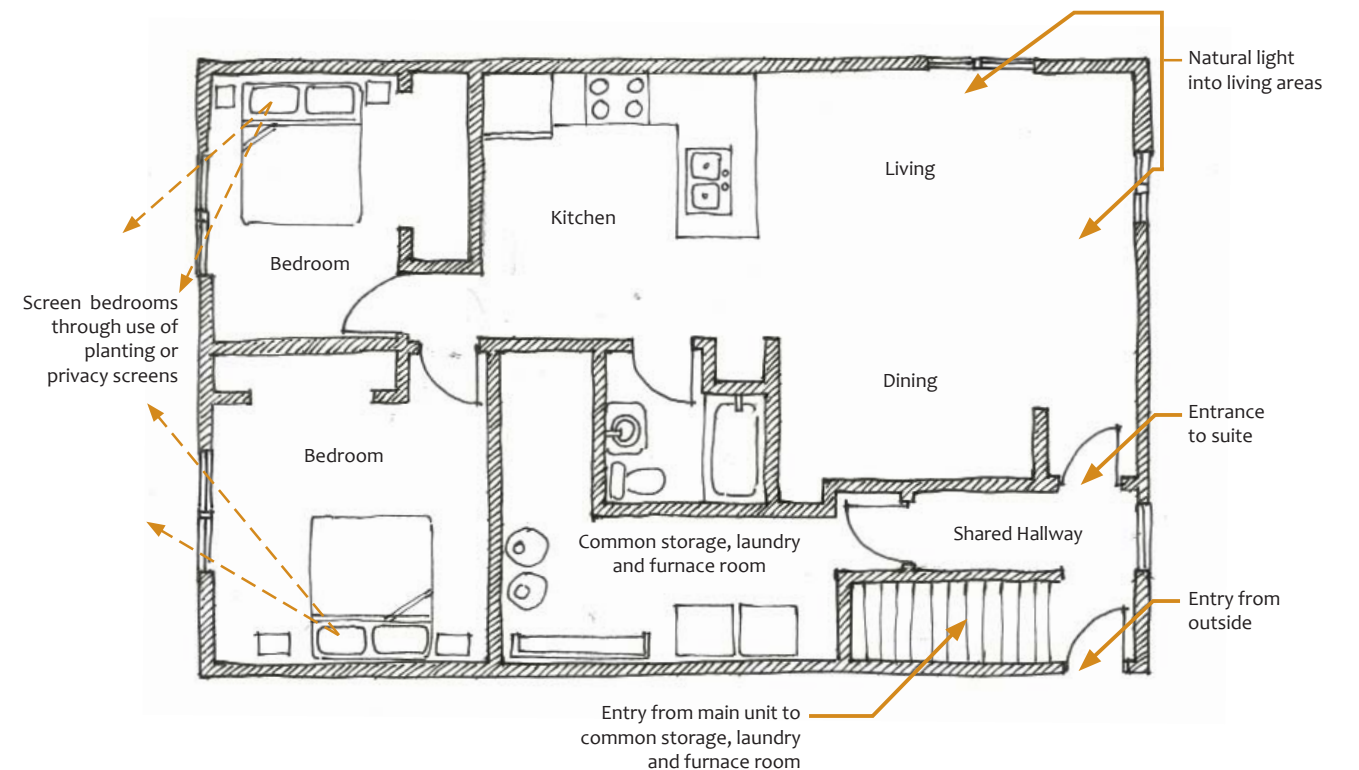 Natural light
into living areas
Living
Kitchen
Bedroom
Screen bedrooms
through use of
planting or
privacy screens
Dining
Entrance
to suite
Bedroom
Shared Hallway
Common storage, laundry
and furnace room
Entry from
outside
Entry from main unit to
common storage, laundry
and furnace room